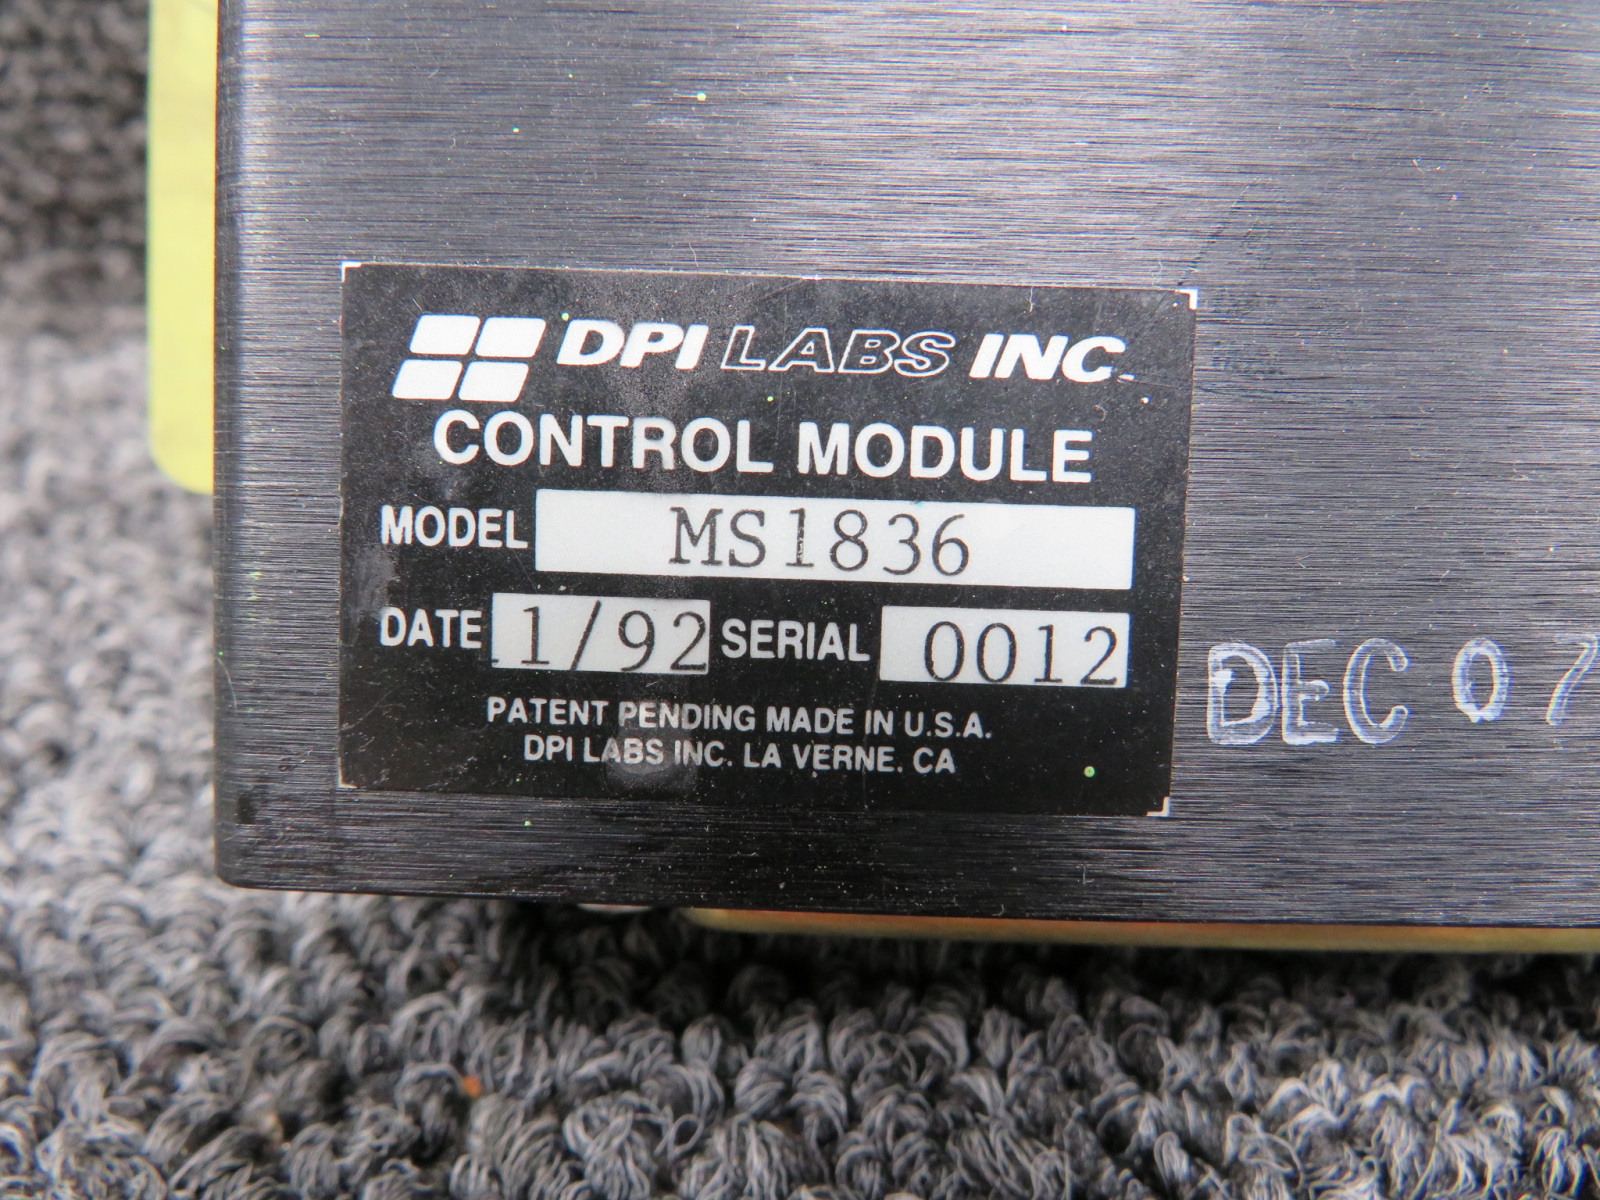 DPI LABS INC.
CONTROL MODULE
MODEL MS1836
DATE 1/92 SERIAL 0012
PATENT PENDING MADE IN U.S.A.
DPI LABS INC. LA VERNE. CA
DEC 07